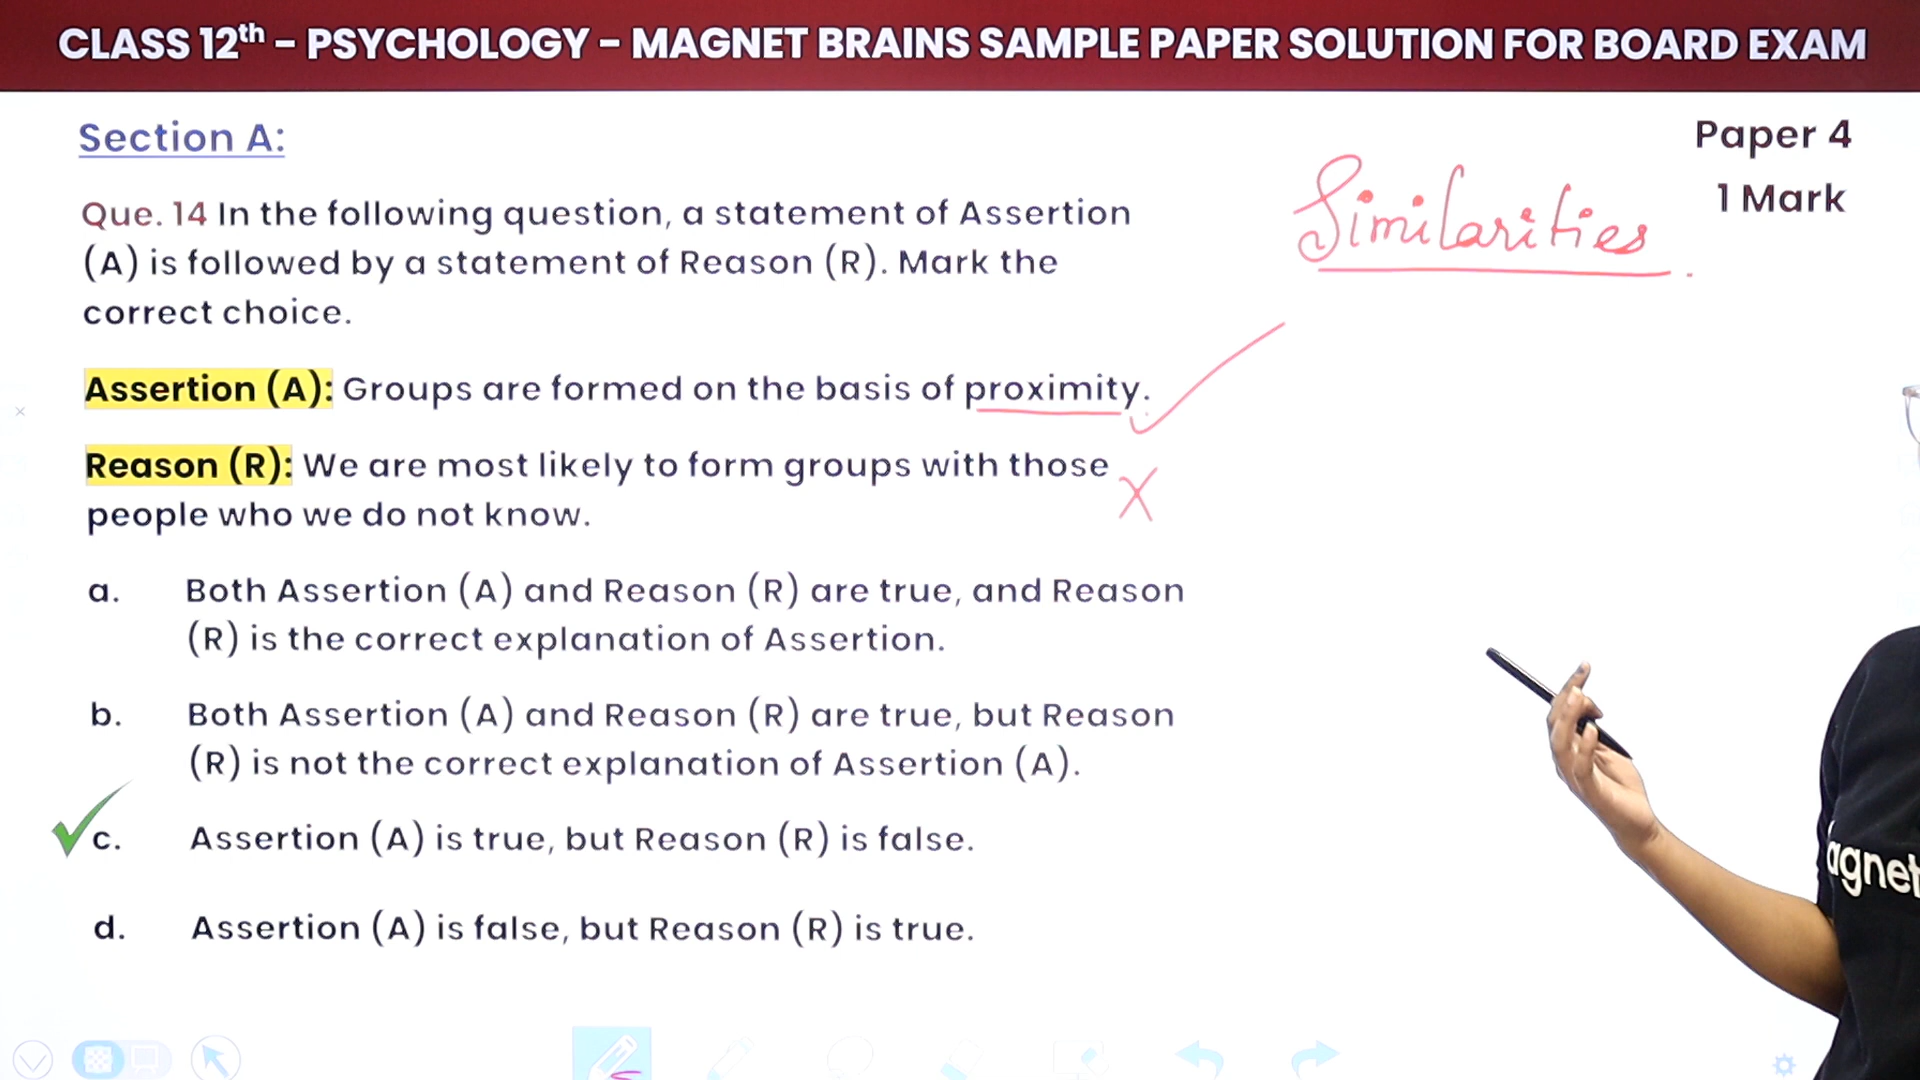 CLASS 12th – PSYCHOLOGY – MAGNET BRAINS SAMPLE PAPER SOLUTION FOR BOARD EXAM
Section A:
Paper 4
1 Mark
Similarities.
Que. 14 In the following question, a statement of Assertion
(A) is followed by a statement of Reason (R). Mark the
correct choice.
Assertion (A): Groups are formed on the basis of proximity.
Reason (R): We are most likely to form groups with those
people who we do not know.
a. Both Assertion (A) and Reason (R) are true, and Reason
(R) is the correct explanation of Assertion.
b. Both Assertion (A) and Reason (R) are true, but Reason
(R) is not the correct explanation of Assertion (A).
c. Assertion (A) is true, but Reason (R) is false.
d. Assertion (A) is false, but Reason (R) is true.
agnet